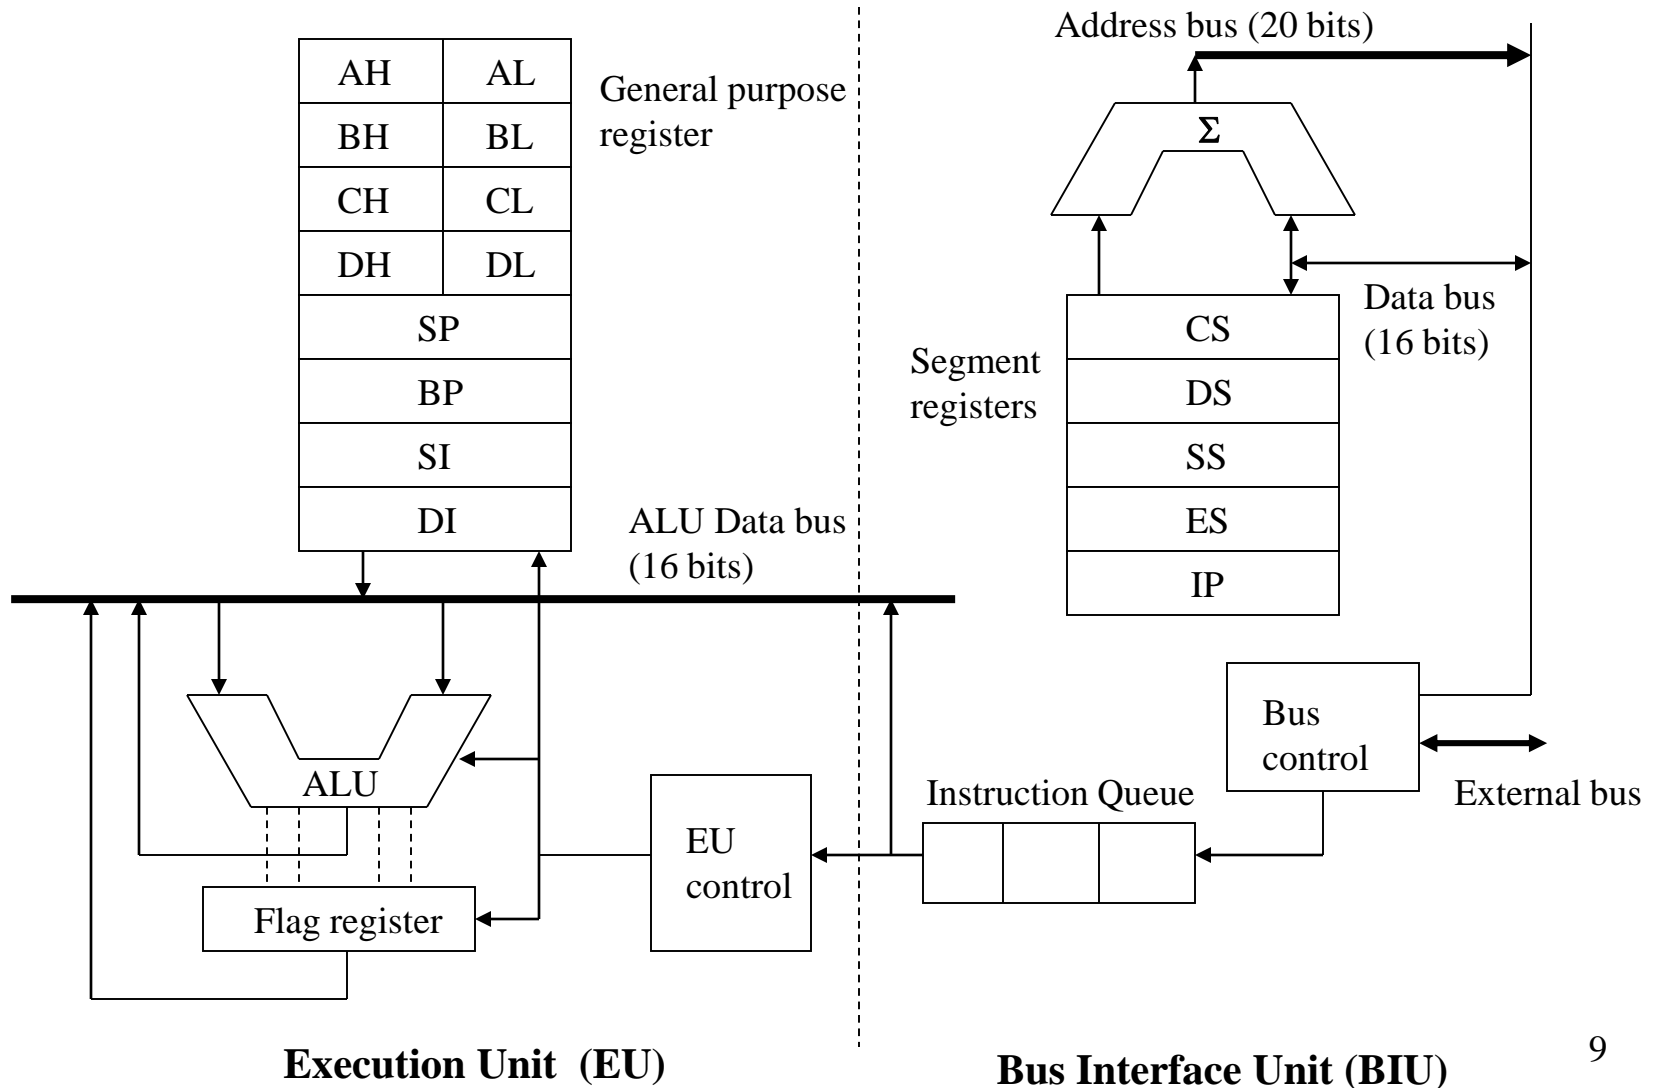 AH AL
BH BL
CH CL
DH DL
SP
BP
SI
DI
General purpose
register
ALU Data bus
(16 bits)
ALU
Flag register
EU
control
Execution Unit (EU)
Address bus (20 bits)
Σ
Data bus
(16 bits)
Segment
registers
CS
DS
SS
ES
IP
Bus
control
External bus
Instruction Queue
Bus Interface Unit (BIU)
9